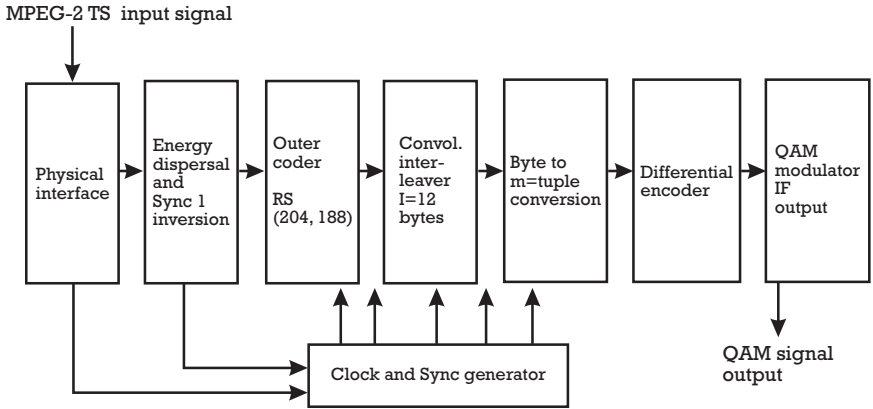 MPEG-2 TS input signal
Physical
interface
Energy
dispersal
and
Sync 1
inversion
Outer
coder
RS
(204, 188)
Convol.
inter-
leaver
I=12
bytes
Byte to
m=tuple
conversion
Differential
encoder
QAM
modulator
IF
output
Clock and Sync generator
QAM signal
output